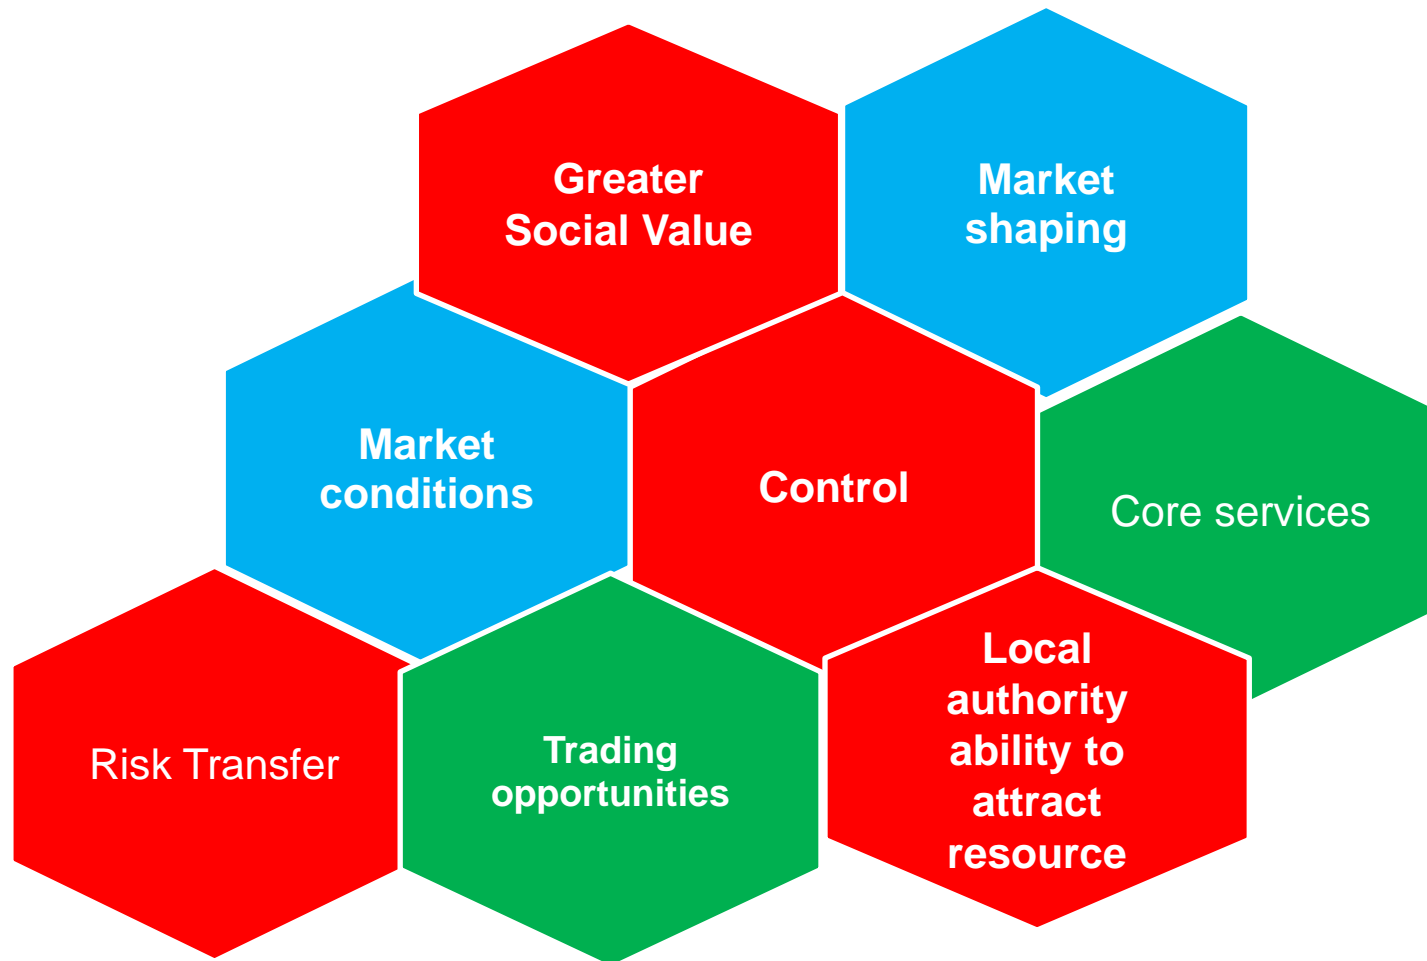 Greater
Social Value
Market
shaping
Market
conditions
Control
Core services
Risk Transfer
Trading
opportunities
Local
authority
ability to
attract
resource